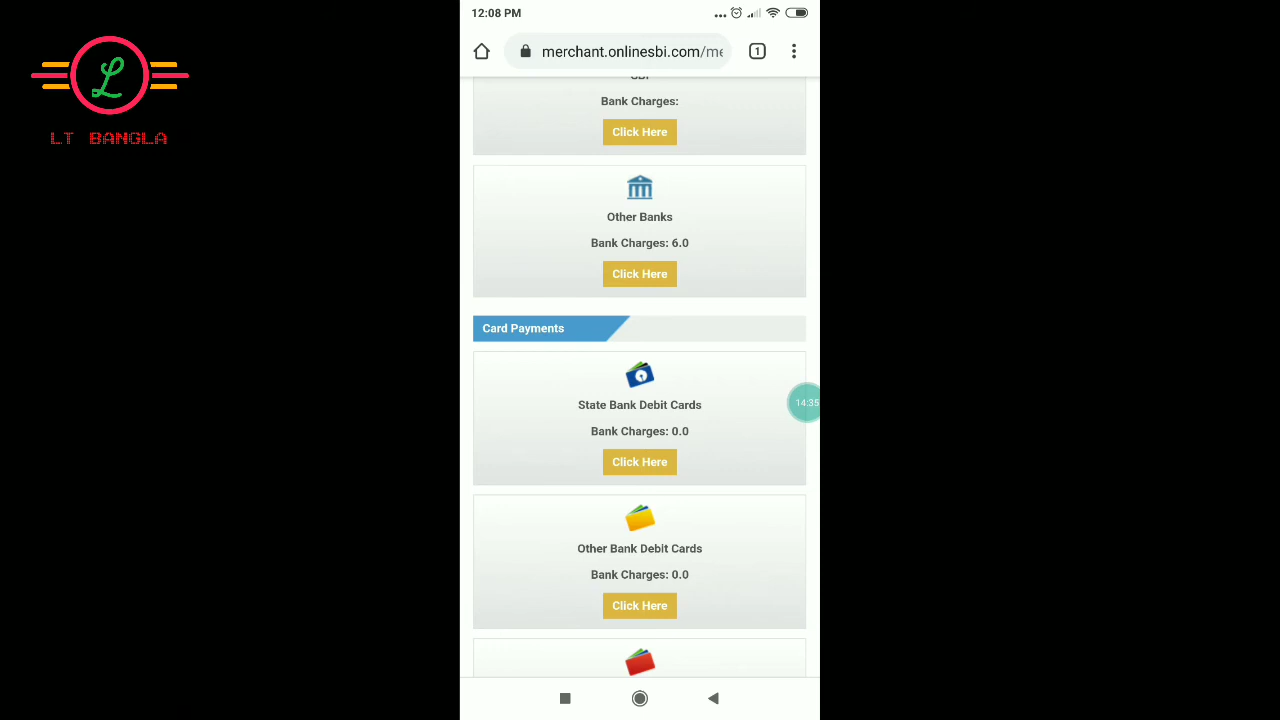 12:08 PM
merchant.onlinesbi.com/me
1
L
LT BANGLA
Bank Charges:
Click Here
Other Banks
Bank Charges: 6.0
Click Here
Card Payments
State Bank Debit Cards
Bank Charges: 0.0
Click Here
14:35
Other Bank Debit Cards
Bank Charges: 0.0
Click Here